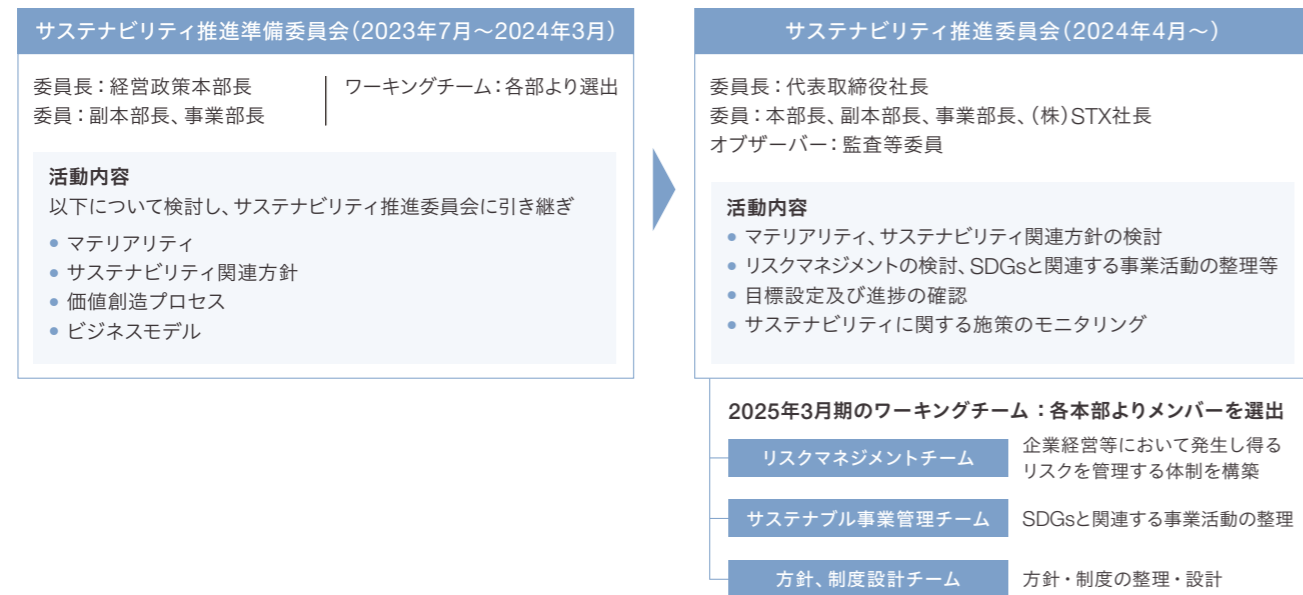 サステナビリティ推進準備委員会（2023年7月～2024年3月）
委員長：経営政策本部長
委員：副本部長、事業部長
ワーキングチーム：各部より選出
活動内容
以下について検討し、サステナビリティ推進委員会に引き継ぎ
● マテリアリティ
● サステナビリティ関連方針
● 価値創造プロセス
● ビジネスモデル
サステナビリティ推進委員会（2024年4月～）
委員長：代表取締役社長
委員：本部長、副本部長、事業部長、（株）STX社長
オブザーバー：監査等委員
活動内容
● マテリアリティ、サステナビリティ関連方針の検討
● リスクマネジメントの検討、SDGsと関連する事業活動の整理等
● 目標設定及び進捗の確認
● サステナビリティに関する施策のモニタリング
2025年3月期のワーキングチーム：各本部よりメンバーを選出
リスクマネジメントチーム
企業経営等において発生し得る
リスクを管理する体制を構築
サステナブル事業管理チーム
SDGsと関連する事業活動の整理
方針、制度設計チーム
方針・制度の整理・設計